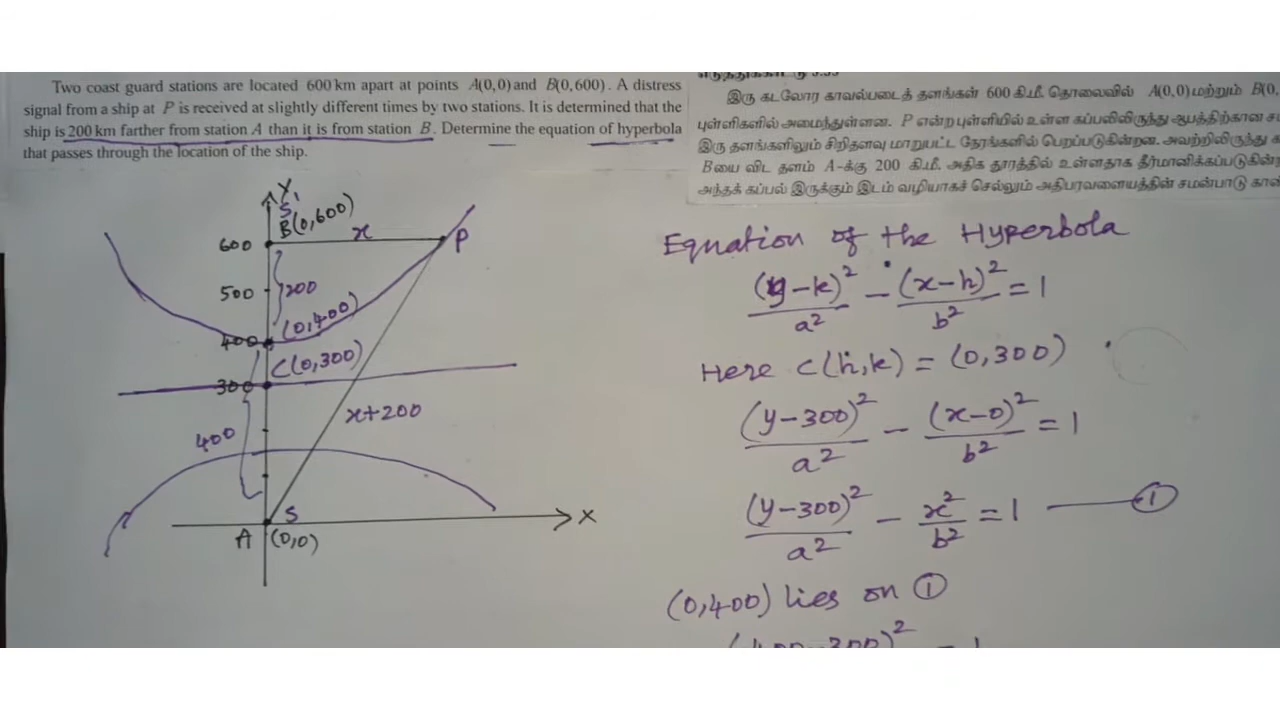 Two coast guard stations are located 600 km apart at points A(0,0) and B(0,600). A distress
signal from a ship at P is received at slightly different times by two stations. It is determined that the
ship is 200 km farther from station A than it is from station B. Determine the equation of hyperbola
that passes through the location of the ship.
இரு கடலோர காவல்படைத் தளங்கள் 600 கி.மீ. தொலைவில் A(0,0) மற்றும் B(0,
புள்ளிகளில் அமைந்துள்ளன. P என்ற புள்ளியில் உள்ள கப்பலிலிருந்து ஆபத்திற்கான
இரு தளங்களிலும் சிறிதளவு மாறுபட்ட நேரங்களில் பெறப்படுகின்றன. அவற்றிலிருந்து
B யை விட தளம் A-க்கு 200 கி.மீ. அதிக தூரத்தில் உள்ளதாக தீர்மானிக்கப்படுகின்
அந்தக் கப்பல் இருக்கும் இடம் வழியாகச் செல்லும் அதிபரவளையத்தின் சமன்பாடு
Y
S₁
B(0,600)
600
x
P
500
200
(0,400)
400
C(0,300)
300
x+200
400
S
X
A
(0,0)
Equation of the Hyperbola
(y-k)²/a² - (x-h)²/b² = 1
Here C(h,k) = (0,300)
(y-300)²/a² - (x-0)²/b² = 1
(y-300)²/a² - x²/b² = 1 ①
(0,400) lies on ①